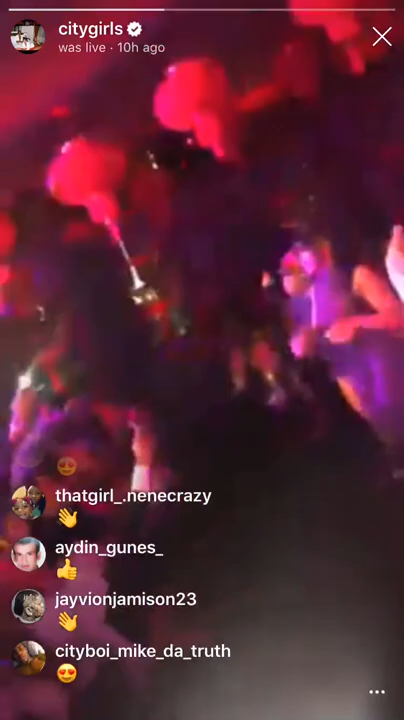 citygirls
was live · 10h ago
😍
thatgirl_.nenecrazy
👋
aydin_gunes_
👍
jayvionjamison23
👋
cityboi_mike_da_truth
😍